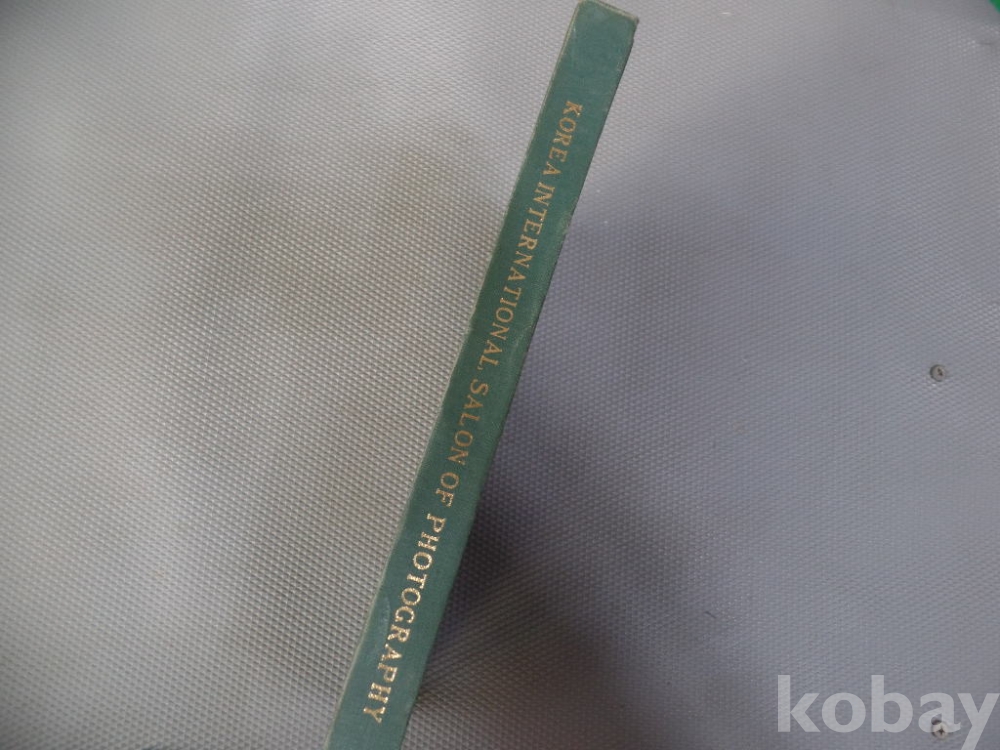 KOREA INTERNATIONAL, SALON OF PHOTOGRAPHY
kobay